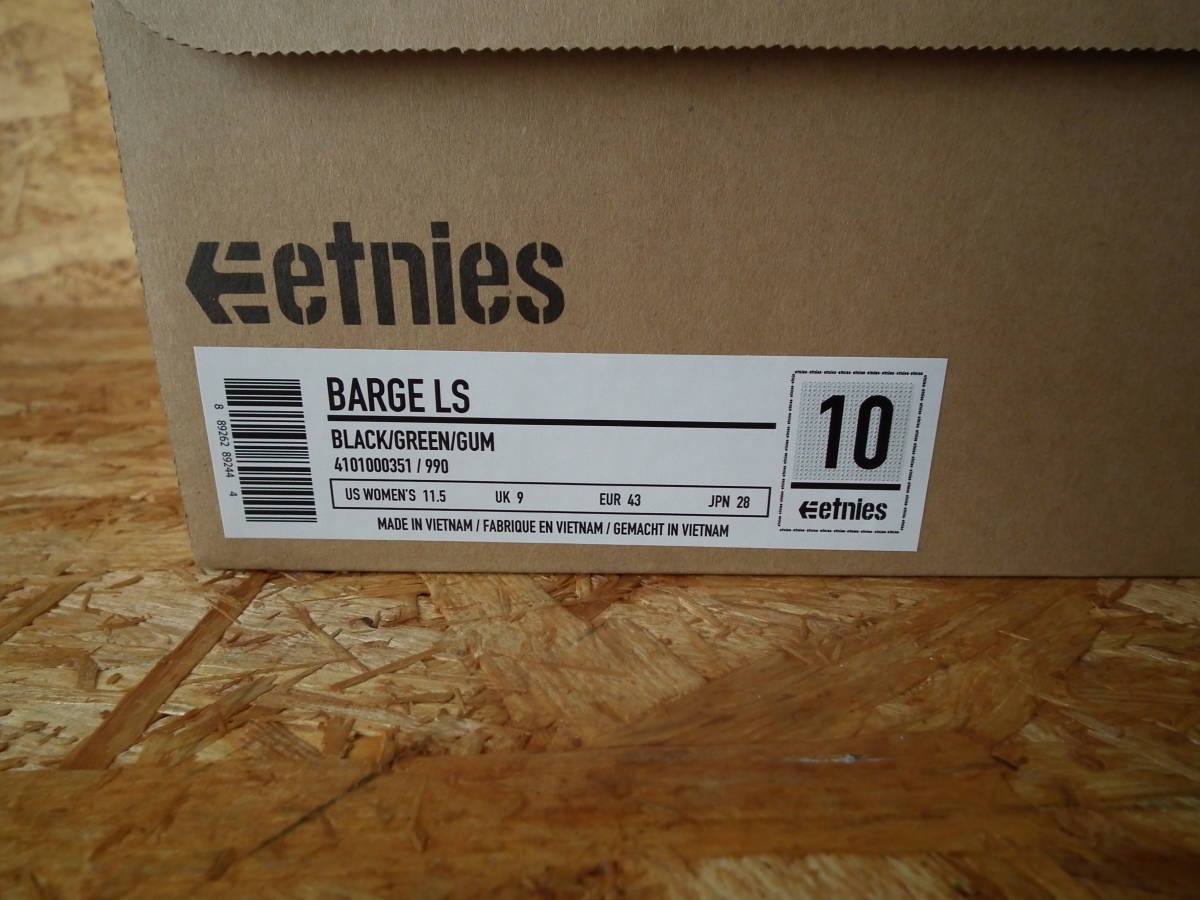 etnies
BARGE LS
BLACK/GREEN/GUM
4101000351 / 990
US WOMEN'S 11.5 UK 9 EUR 43 JPN 28
MADE IN VIETNAM / FABRIQUE EN VIETNAM / GEMACHT IN VIETNAM
8 89262 89244 4
10
etnies